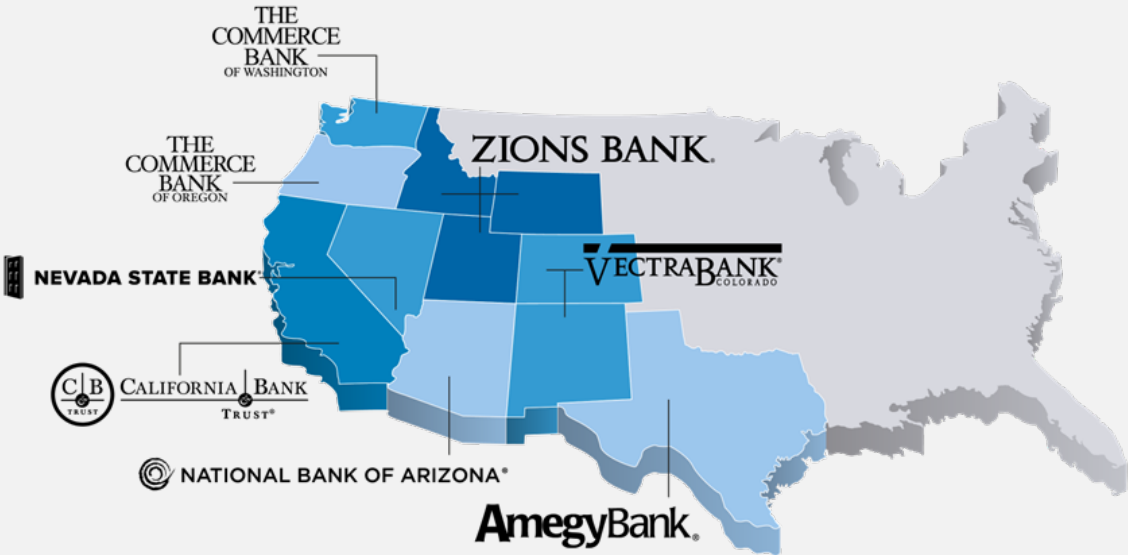 THE
COMMERCE
BANK
OF WASHINGTON
THE
COMMERCE
BANK
OF OREGON
ZIONS BANK.
VECTRABANK®
COLORADO
NEVADA STATE BANK®
C B
TRUST
CALIFORNIA BANK
&
TRUST®
NATIONAL BANK OF ARIZONA®
AmegyBank®